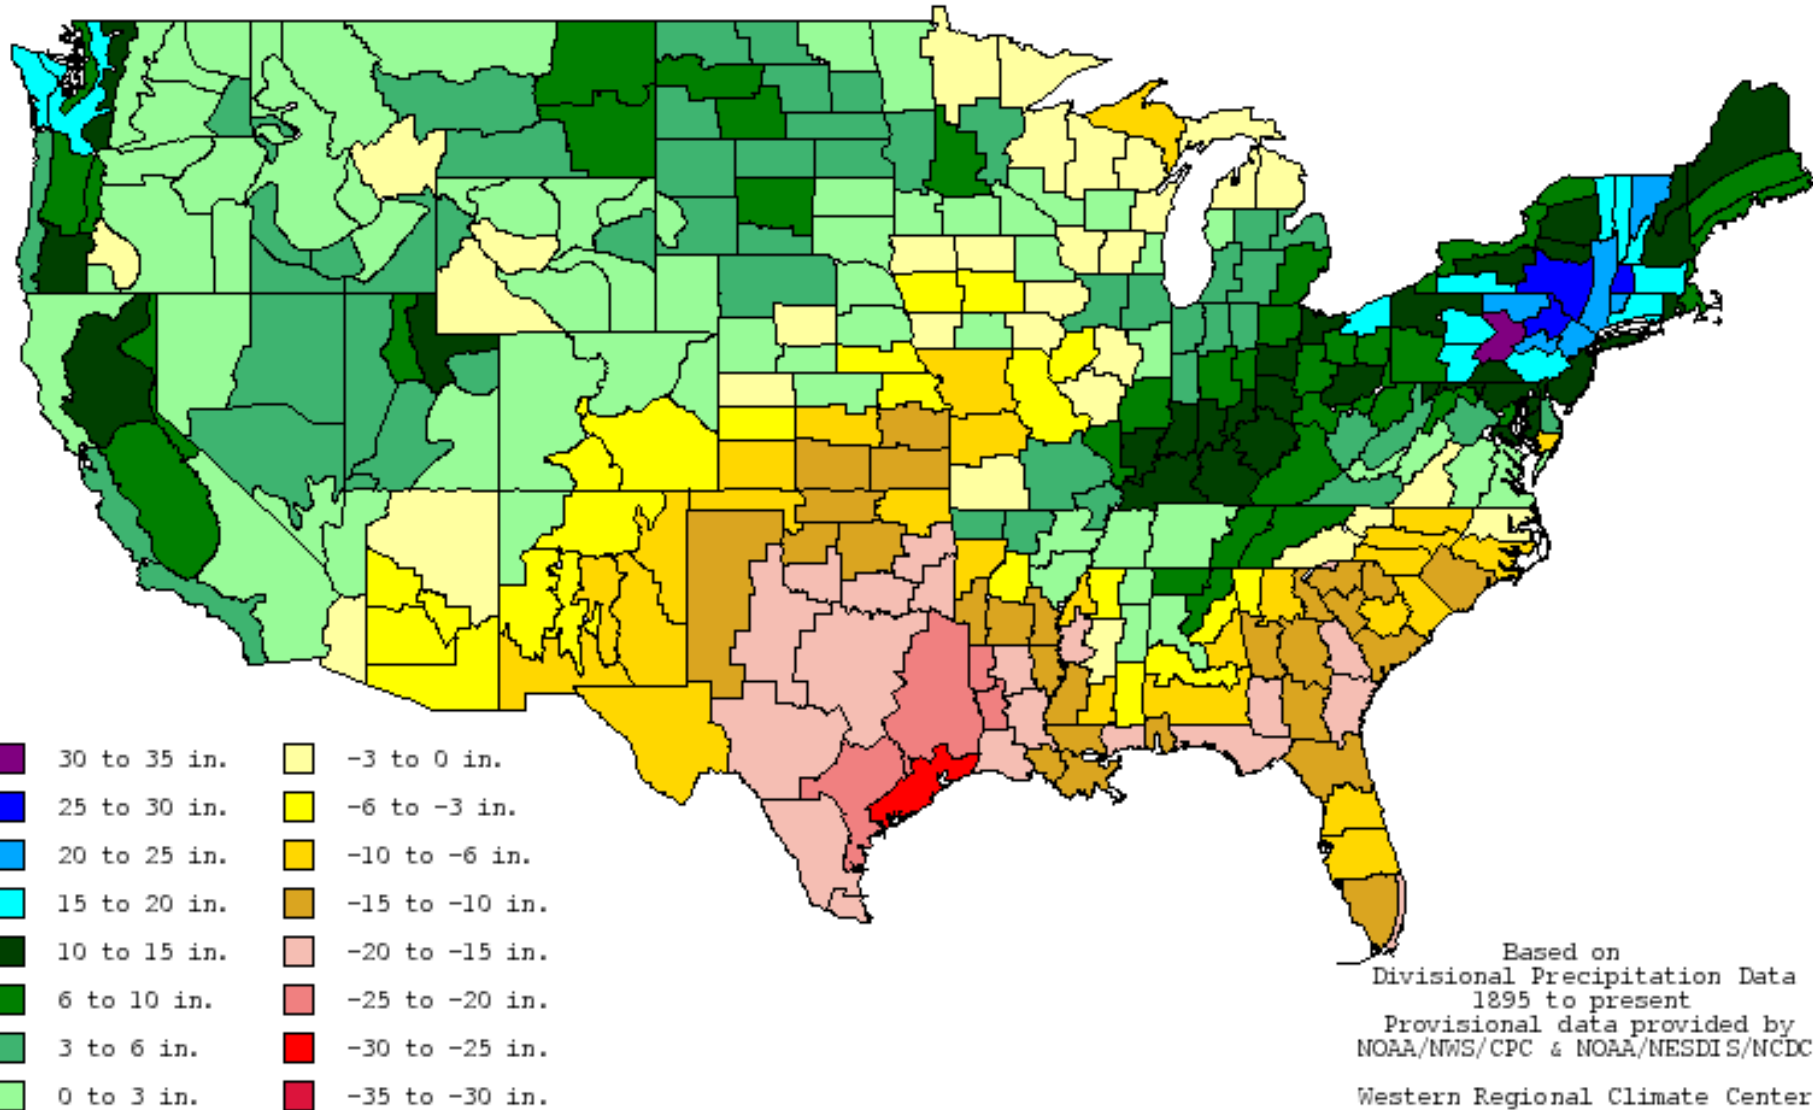 30 to 35 in.
25 to 30 in.
20 to 25 in.
15 to 20 in.
10 to 15 in.
6 to 10 in.
3 to 6 in.
0 to 3 in.
-3 to 0 in.
-6 to -3 in.
-10 to -6 in.
-15 to -10 in.
-20 to -15 in.
-25 to -20 in.
-30 to -25 in.
-35 to -30 in.
Based on
Divisional Precipitation Data
1895 to present
Provisional data provided by
NOAA/NWS/CPC & NOAA/NESDIS/NCDC
Western Regional Climate Center